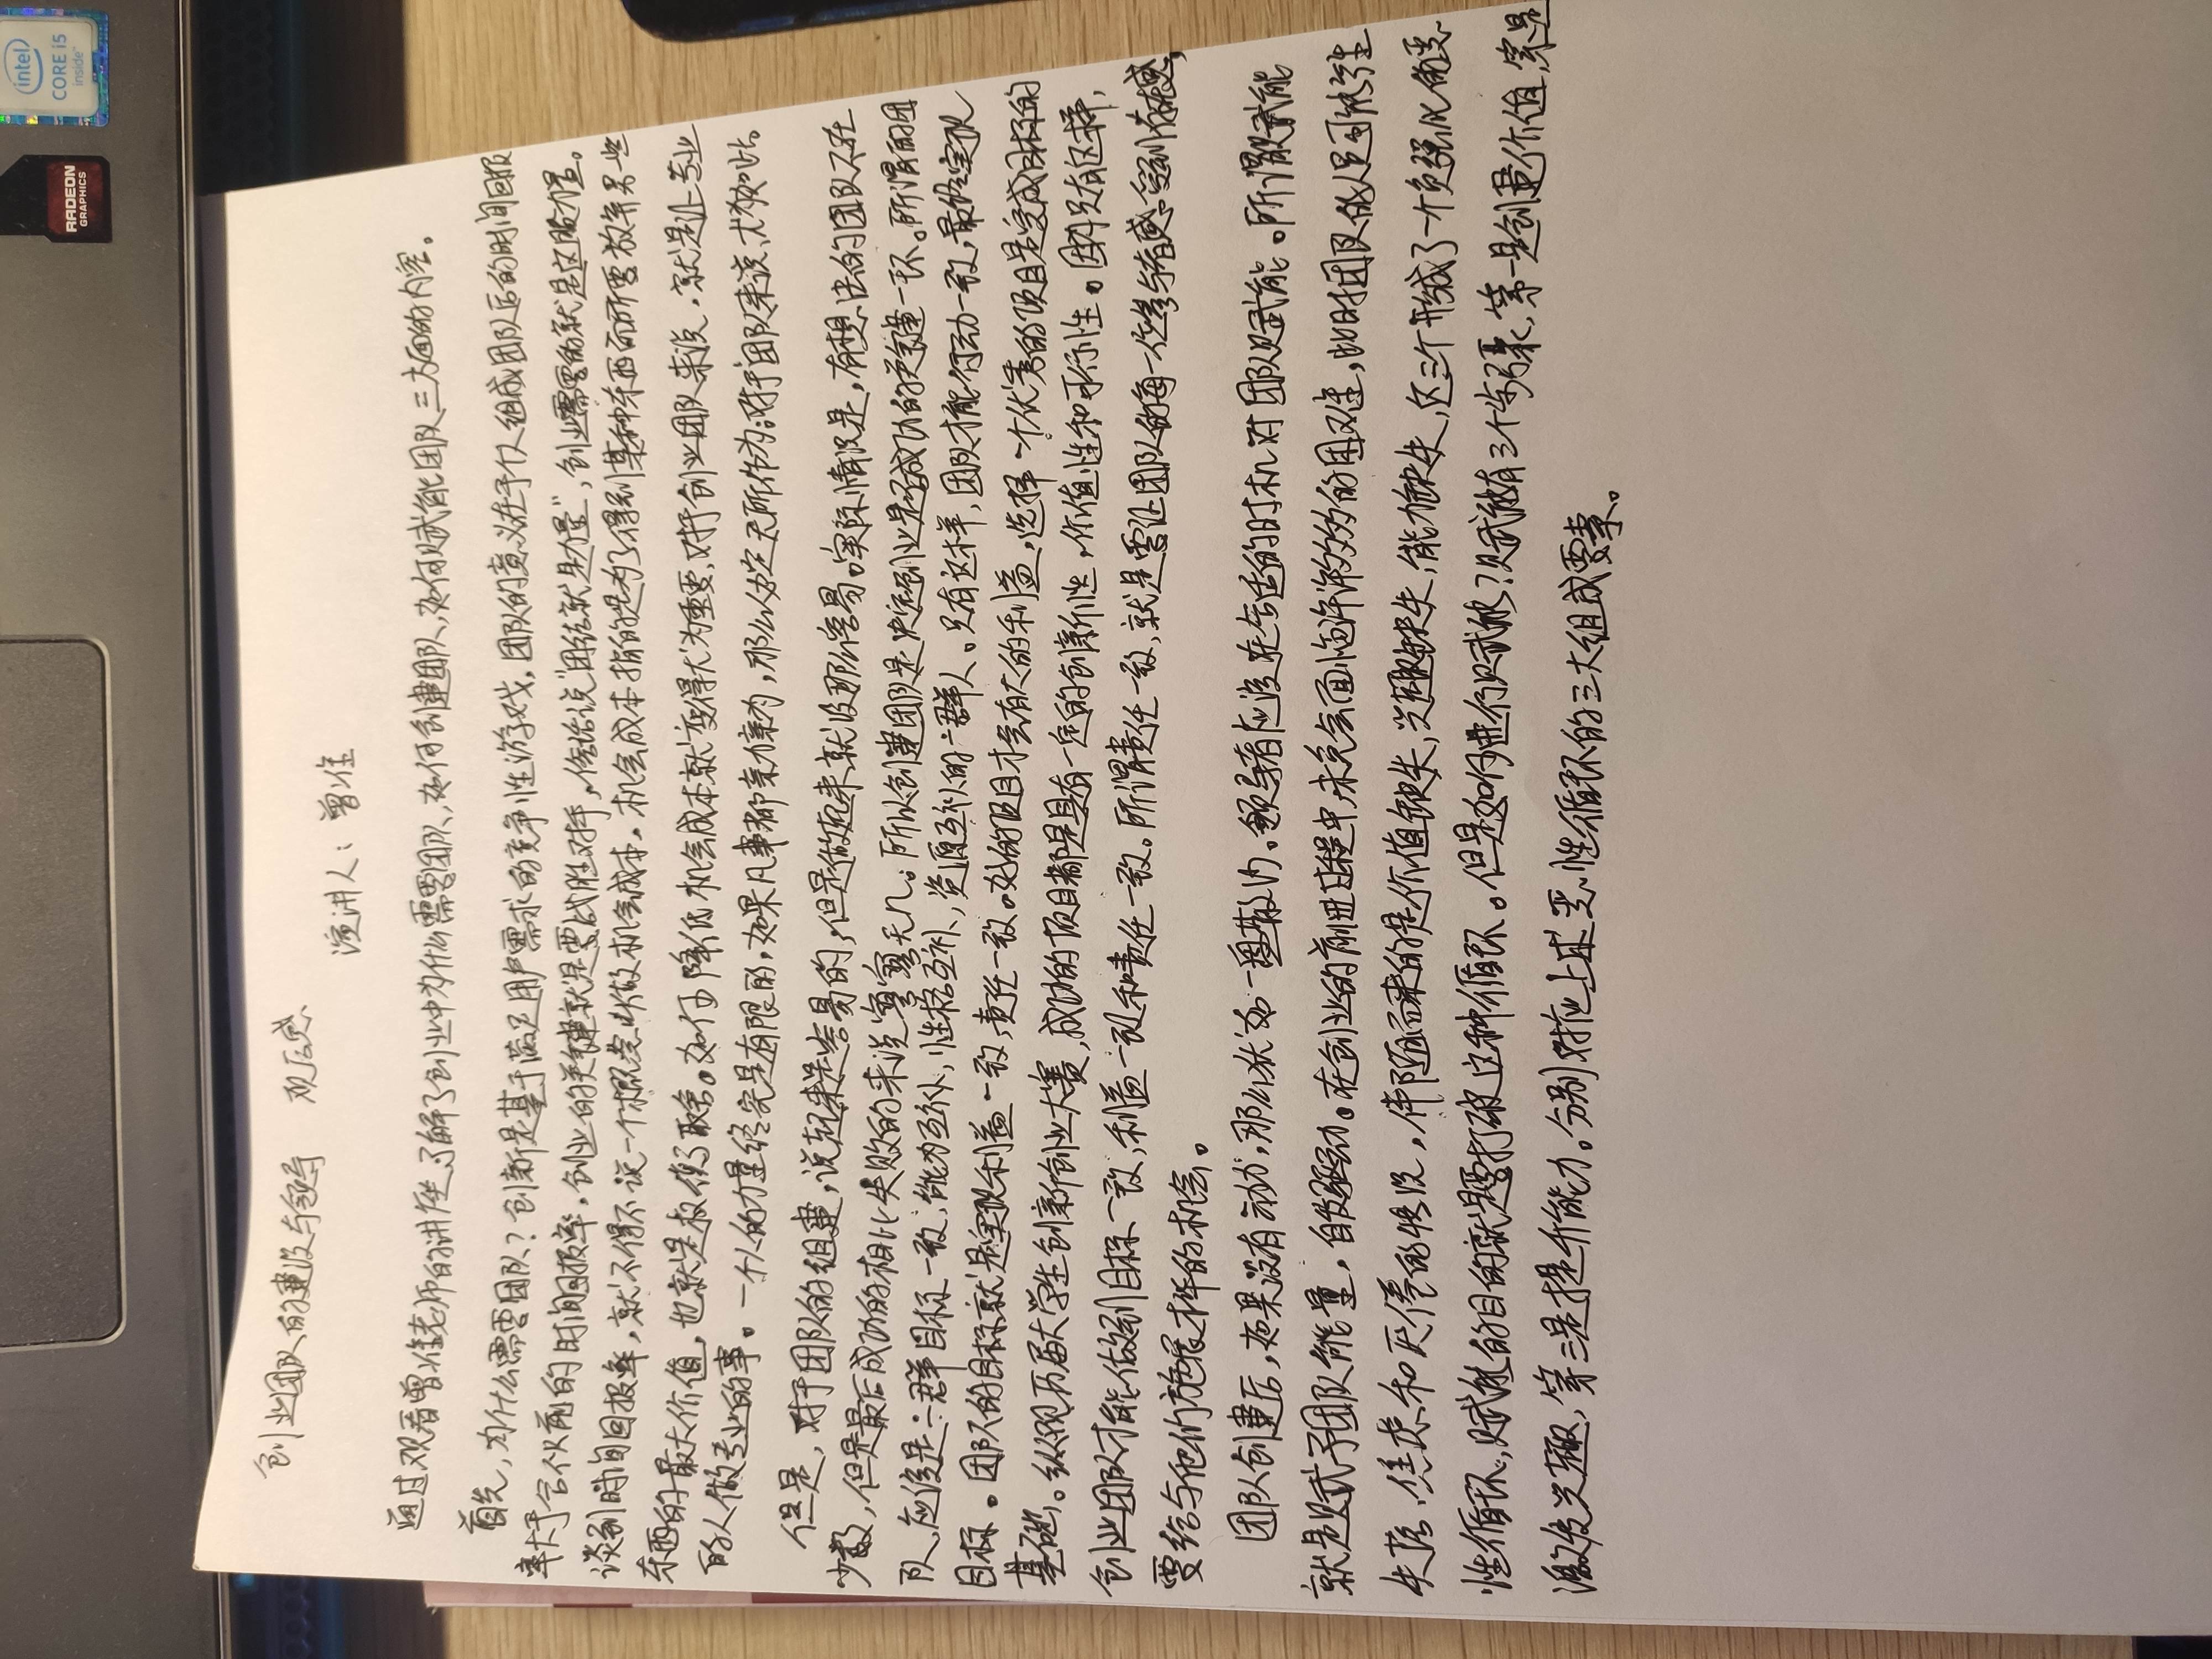 intel
CORE i5
inside™
RADEON
GRAPHICS
创业团队的建设与领导 观后感
演讲人：曾准
通过观看曾准老师的讲座，了解了创业中为什么需要团队，如何创建团队，如何赋能团队三方面的内容。
首先，为什么需要团队？创新是基于满足用户需求的竞争性游戏，团队的意义在于个人组成团队后的时间回报
率大于合伙前的时间回报率，创业的关键就是要战胜对手，俗话说“团结就是力量”，创业需要的就是这股力量。
谈到时间回报率，就不得不说一个概念叫做机会成本，机会成本指的是为了得到某种东西而所要放弃另一些
东西的最大价值，也就是权衡了取舍。如何降低机会成本就变得尤为重要，对于创业团队来说，就是让专业
的人做专业的事。一个人的力量终究是有限的，如果凡事都亲力亲为，那么必定无所作为；对于团队来说，尤为如此。
但是，对于团队的组建，说起来是容易的，但是做起来就没那么容易。实际情况是，有想法的团队不在
少数，但是最后成功的相比失败的来说寥寥无几。所以创建团队是决定创业是否成功的关键一环。所谓的团
队，应该是一群目标一致，能力互补，性格互补，资源互补的一群人。只有这样，团队才能行动一致，最终实现
目标。团队的目标就是实现利益一致，责任一致。好的项目才会有大的利益，选择一个优秀的项目是完成目标的
基础。纵观历届大学生创新创业大赛，成功的项目都是具有一定的创新性，价值性和可行性。因为只有这样，
创业团队才能做到目标一致，利益一致和责任一致。所谓责任一致，就是要让团队的每一位参与者感受到存在感，
要给与他们施展才华的机会。
团队创建后，如果没有动力，那么犹如一盘散沙。领导者应该在合适的时机对团队赋能。所谓赋能
就是赋予团队能量，自发驱动。在创业的前进过程中，未免会面临许许多多的困难，此时团队的人员可能产生
失落、焦虑和厌倦的情况，伴随而来的是价值缺失，兴趣缺失，能力缺失，这三个形成了一个负强化的恶
性循环，赋能的目的就是要打破这种循环。但是如何进行赋能？赋能有三个步骤，第一是创造价值，第二是
激发兴趣，第三是提升能力。分别对应上述恶性循环的三大组成要素。